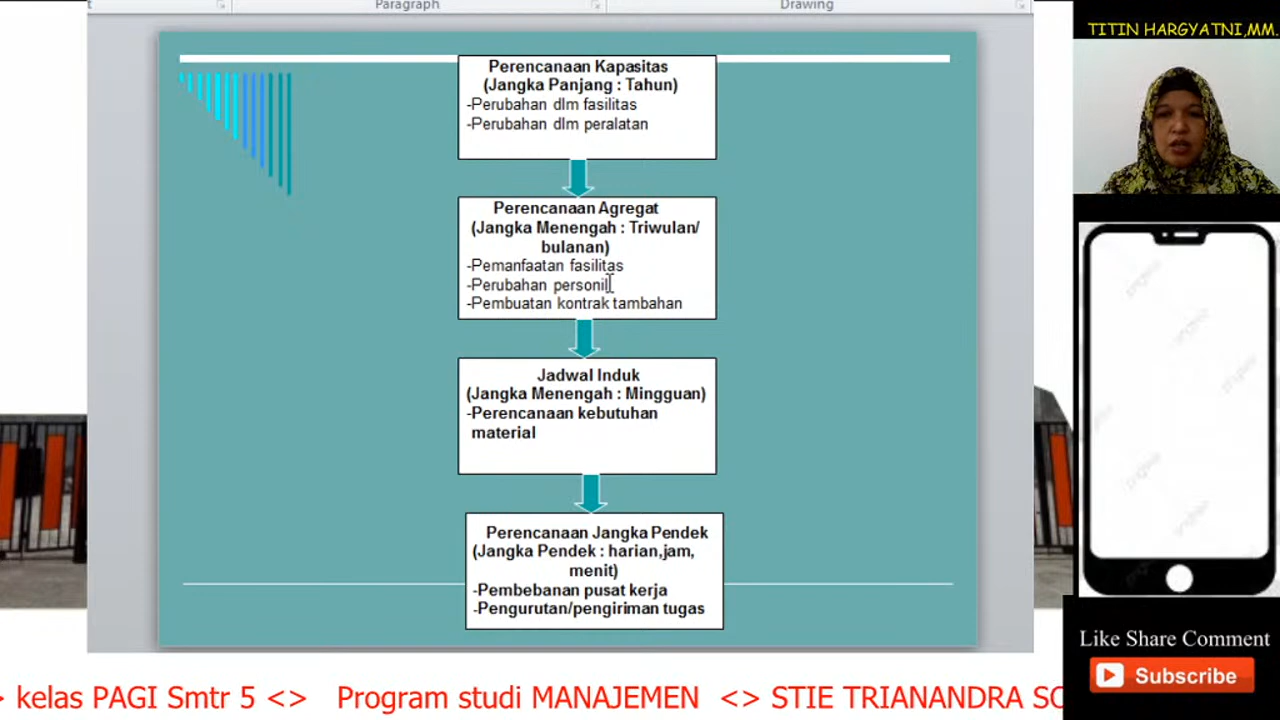 Paragraph
Drawing
TITIN HARGYATNI,MM.
Perencanaan Kapasitas
(Jangka Panjang : Tahun)
-Perubahan dlm fasilitas
-Perubahan dlm peralatan
Perencanaan Agregat
(Jangka Menengah : Triwulan/
bulanan)
-Pemanfaatan fasilitas
-Perubahan personil
-Pembuatan kontrak tambahan
Jadwal Induk
(Jangka Menengah : Mingguan)
-Perencanaan kebutuhan
material
Perencanaan Jangka Pendek
(Jangka Pendek : harian,jam,
menit)
-Pembebanan pusat kerja
-Pengurutan/pengiriman tugas
Like Share Comment
Subscribe
> kelas PAGI Smtr 5 <> Program studi MANAJEMEN <> STIE TRIANANDRA SO